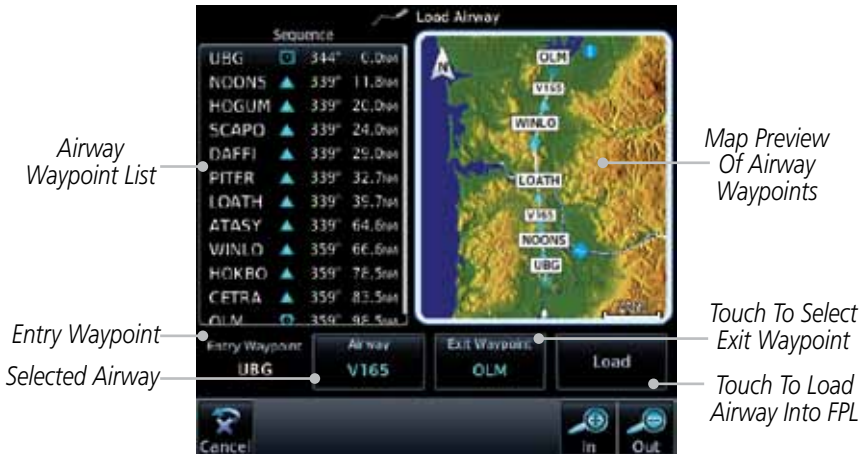 Load Airway
Sequence
UBG 344° 0.0NM
NOONS 339° 11.8NM
HOGUM 339° 20.0NM
SCAPO 339° 24.0NM
DAFFI 339° 29.0NM
PITER 339° 32.7NM
LOATH 339° 39.7NM
ATASY 339° 64.6NM
WINLO 359° 66.6NM
HOKBO 359° 78.5NM
CETRA 359° 83.5NM
OLM 359° 98.5NM
N
OLM
V165
WINLO
LOATH
V165
NOONS
UBG
Airway
Waypoint List
Map Preview
Of Airway
Waypoints
Entry Waypoint
Selected Airway
Touch To Select
Exit Waypoint
Touch To Load
Airway Into FPL
Entry Waypoint
UBG
Airway
V165
Exit Waypoint
OLM
Load
Cancel
In
Out